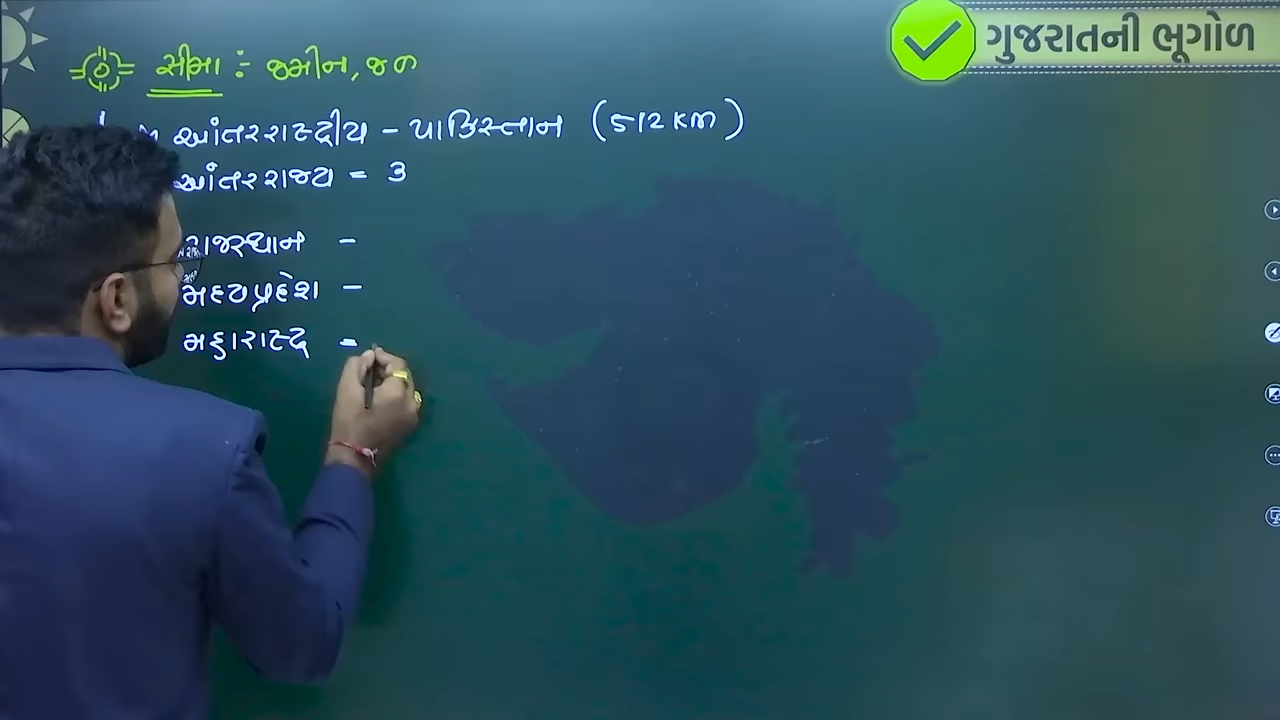 ગુજરાતની ભૂગોળ
સીમા : જમીન, જળ
આંતરરાષ્ટ્રીય - પાકિસ્તાન (512 KM)
આંતરરાજ્ય = 3
રાજસ્થાન -
મધ્યપ્રદેશ -
મહારાષ્ટ્ર -